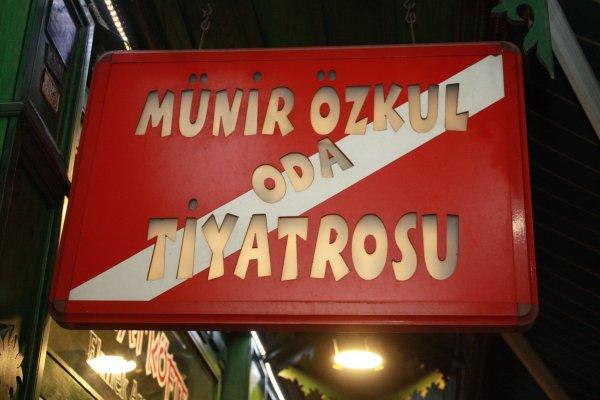 MÜNİR ÖZKUL
ODA
TİYATROSU